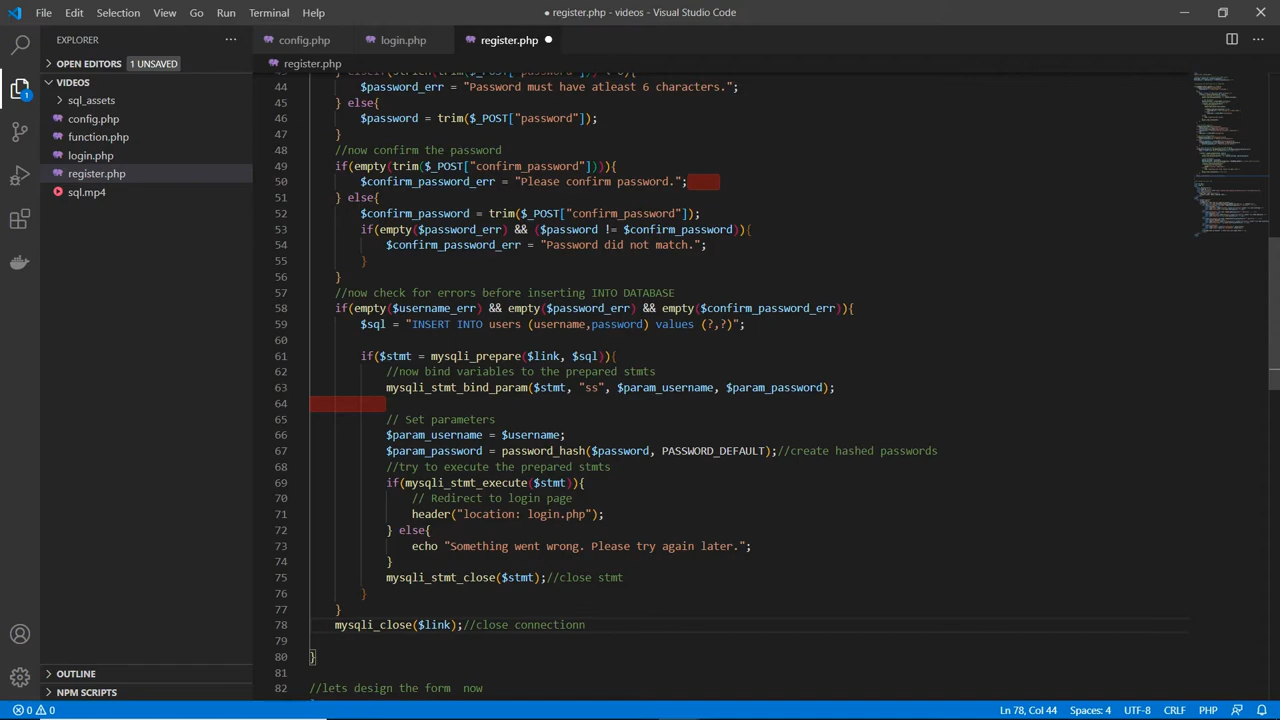 File Edit Selection View Go Run Terminal Help
● register.php - videos - Visual Studio Code
EXPLORER
OPEN EDITORS 1 UNSAVED
VIDEOS
sql_assets
config.php
function.php
login.php
register.php
sql.mp4
OUTLINE
NPM SCRIPTS
1
config.php login.php register.php
register.php
44 $password_err = "Password must have atleast 6 characters.";
45 } else{
46 $password = trim($_POST["password"]);
47 }
48 //now confirm the password
49 if(empty(trim($_POST["confirm_password"]))){
50 $confirm_password_err = "Please confirm password.";
51 } else{
52 $confirm_password = trim($_POST["confirm_password"]);
53 if(empty($password_err) && ($password != $confirm_password)){
54 $confirm_password_err = "Password did not match.";
55 }
56 }
57 //now check for errors before inserting INTO DATABASE
58 if(empty($username_err) && empty($password_err) && empty($confirm_password_err)){
59 $sql = "INSERT INTO users (username,password) values (?,?)";
60
61 if($stmt = mysqli_prepare($link, $sql)){
62 //now bind variables to the prepared stmts
63 mysqli_stmt_bind_param($stmt, "ss", $param_username, $param_password);
64
65 // Set parameters
66 $param_username = $username;
67 $param_password = password_hash($password, PASSWORD_DEFAULT);//create hashed passwords
68 //try to execute the prepared stmts
69 if(mysqli_stmt_execute($stmt)){
70 // Redirect to login page
71 header("location: login.php");
72 } else{
73 echo "Something went wrong. Please try again later.";
74 }
75 mysqli_stmt_close($stmt);//close stmt
76 }
77 }
78 mysqli_close($link);//close connectionn
79
80 }
81
82 //lets design the form  now
0 0
Ln 78, Col 44 Spaces: 4 UTF-8 CRLF PHP